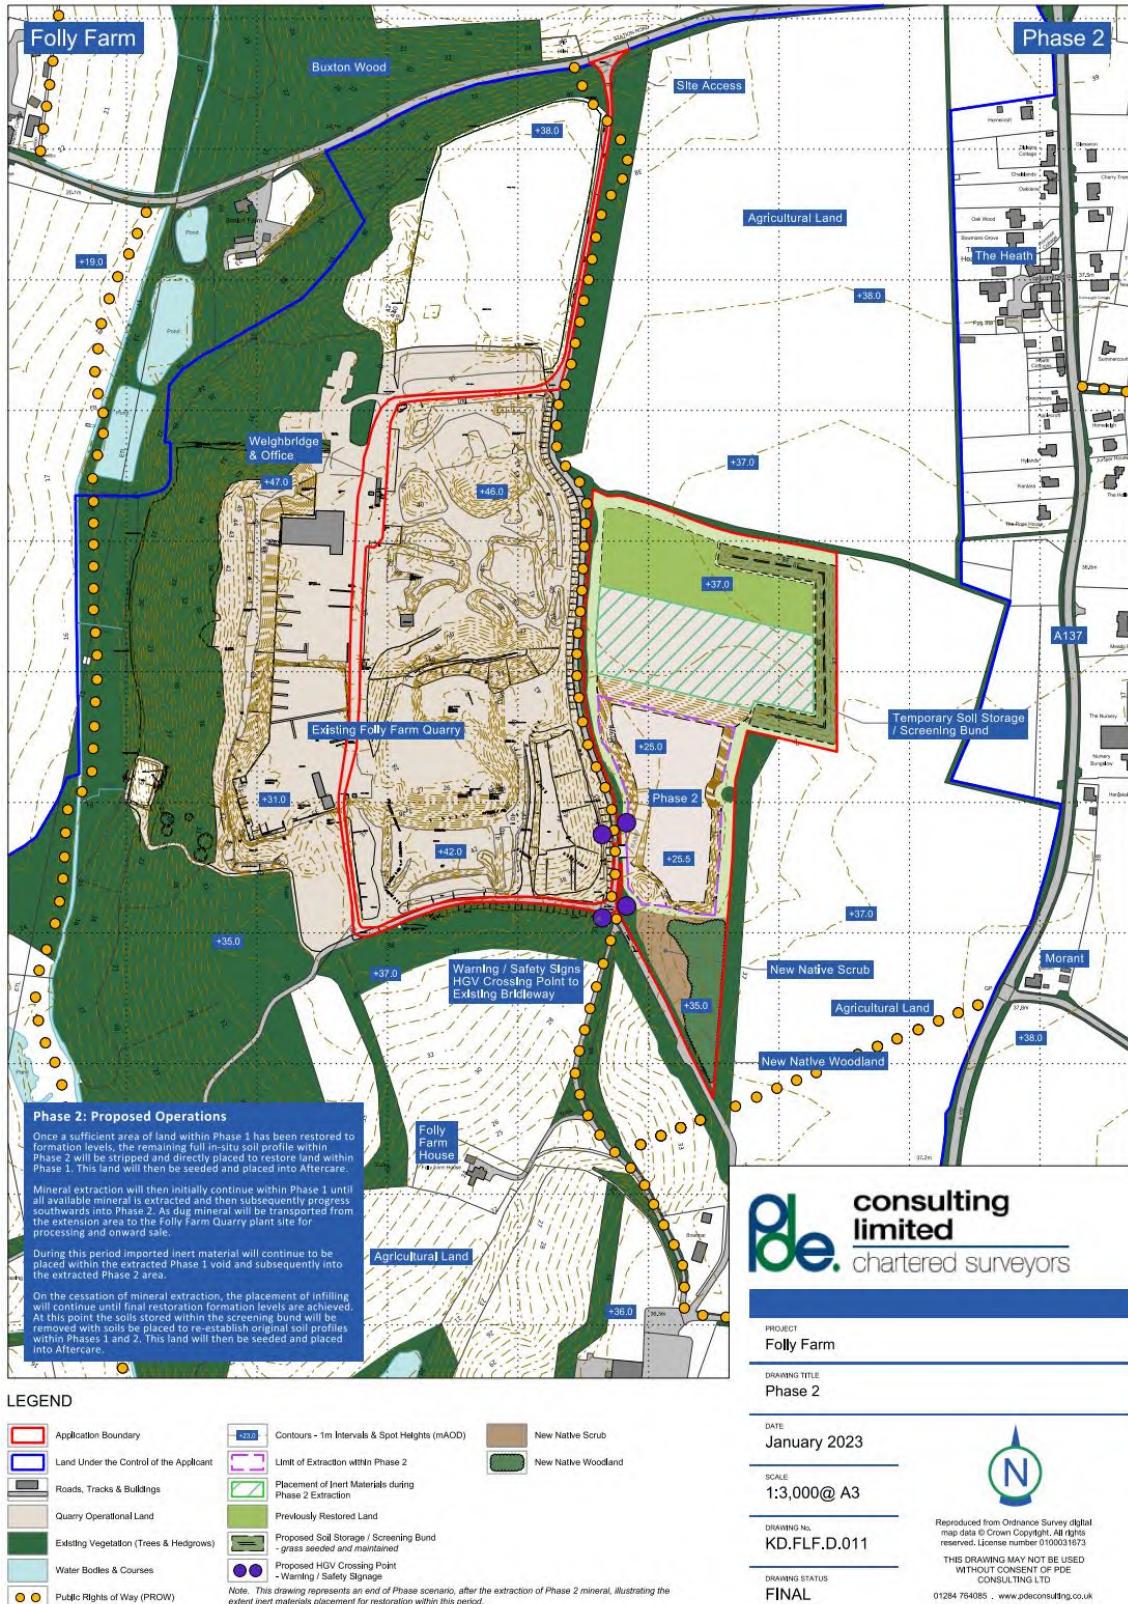 Folly Farm
Phase 2
Buxton Wood
STATION ROAD
Site Access
+38.0
Agricultural Land
The Heath
+19.0
+38.0
Pond
Pond
Pond
Weighbridge
& Office
+47.0
+46.0
+37.0
+37.0
A137
Existing Folly Farm Quarry
Temporary Soil Storage
/ Screening Bund
+25.0
Phase 2
+31.0
+42.0
+25.5
+35.0
+37.0
+37.0
Warning / Safety Signs
HGV Crossing Point to
Existing Bridleway
New Native Scrub
Morant
+35.0
Agricultural Land
+38.0
New Native Woodland
Folly
Farm
House
Folly Farm House
Agricultural Land
+36.0
Phase 2: Proposed Operations
Once a sufficient area of land within Phase 1 has been restored to
formation levels, the remaining full in-situ soil profile within
Phase 2 will be stripped and directly placed to restore land within
Phase 1. This land will then be seeded and placed into Aftercare.
Mineral extraction will then initially continue within Phase 1 until
all available mineral is extracted and then subsequently progress
southwards into Phase 2. As dug mineral will be transported from
the extension area to the Folly Farm Quarry plant site for
processing and onward sale.
During this period imported inert material will continue to be
placed within the extracted Phase 1 void and subsequently into
the extracted Phase 2 area.
On the cessation of mineral extraction, the placement of infilling
will continue until final restoration formation levels are achieved.
At this point the soils stored within the screening bund will be
removed with soils be placed to re-establish original soil profiles
within Phases 1 and 2. This land will then be seeded and placed
into Aftercare.
pde.
consulting
limited
chartered surveyors
PROJECT
Folly Farm
DRAWING TITLE
Phase 2
DATE
January 2023
SCALE
1:3,000@ A3
DRAWING No.
KD.FLF.D.011
DRAWING STATUS
FINAL
N
Reproduced from Ordnance Survey digital
map data © Crown Copyright. All rights
reserved. License number 0100031673
THIS DRAWING MAY NOT BE USED
WITHOUT CONSENT OF PDE
CONSULTING LTD
01284 764085 . www.pdeconsulting.co.uk
LEGEND
Application Boundary
Land Under the Control of the Applicant
Roads, Tracks & Buildings
Quarry Operational Land
Existing Vegetation (Trees & Hedgrows)
Water Bodies & Courses
Public Rights of Way (PROW)
+23.0
Contours - 1m Intervals & Spot Heights (mAOD)
Limit of Extraction within Phase 2
Placement of Inert Materials during
Phase 2 Extraction
Previously Restored Land
Proposed Soil Storage / Screening Bund
- grass seeded and maintained
Proposed HGV Crossing Point
- Warning / Safety Signage
New Native Scrub
New Native Woodland
Note. This drawing represents an end of Phase scenario, after the extraction of Phase 2 mineral, illustrating the
extent inert materials placement for restoration within this period.